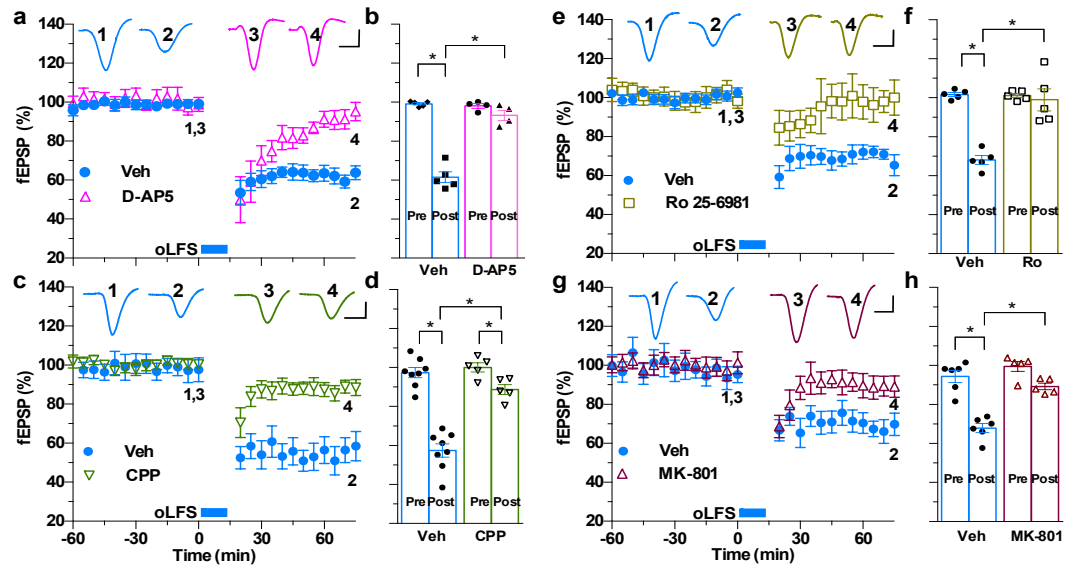 a
140
120
100
80
60
40
20
fEPSP (%)
1
2
3
4
1,3
4
2
Veh
D-AP5
oLFS
b
*
*
Pre
Post
Pre
Post
Veh
D-AP5
e
140
120
100
80
60
40
20
fEPSP (%)
1
2
3
4
1,3
4
2
Veh
Ro 25-6981
oLFS
f
*
*
Pre
Post
Pre
Post
Veh
Ro
c
140
120
100
80
60
40
20
fEPSP (%)
1
2
3
4
1,3
4
2
Veh
CPP
oLFS
-60
-30
0
30
60
Time (min)
d
*
*
*
Pre
Post
Pre
Post
Veh
CPP
g
140
120
100
80
60
40
20
fEPSP (%)
1
2
3
4
1,3
4
2
Veh
MK-801
oLFS
-60
-30
0
30
60
Time (min)
h
*
*
Pre
Post
Pre
Post
Veh
MK-801